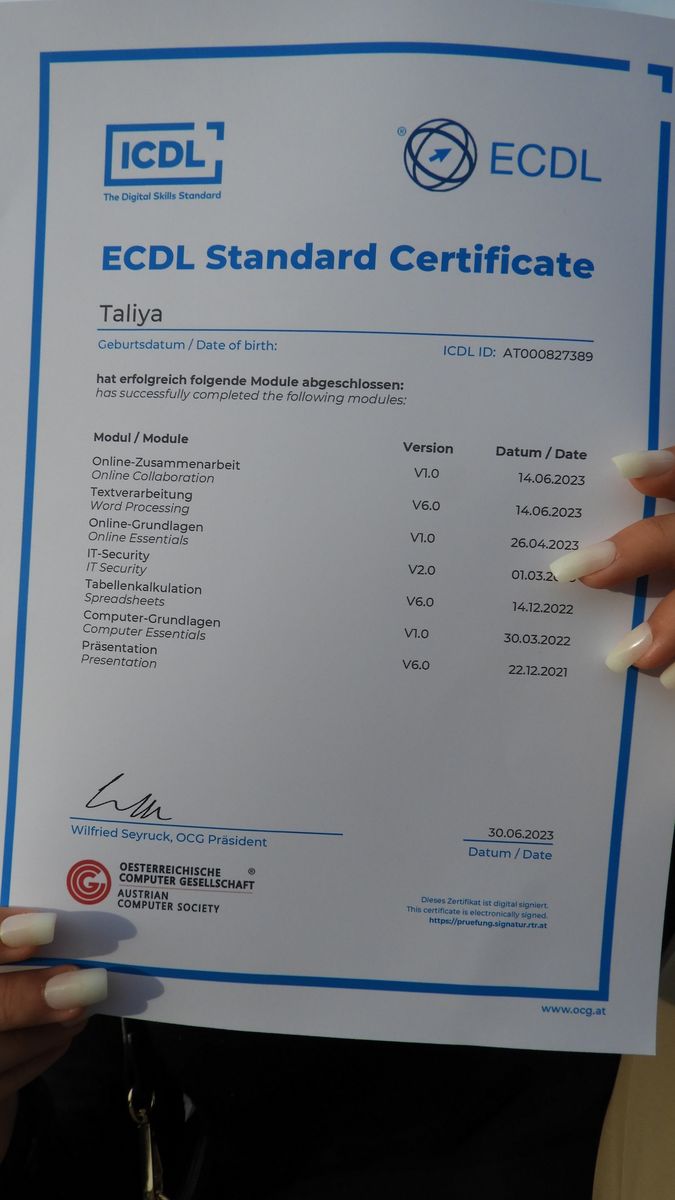 ICDL
The Digital Skills Standard
® ECDL
ECDL Standard Certificate
Taliya
Geburtsdatum / Date of birth:
ICDL ID: AT000827389
hat erfolgreich folgende Module abgeschlossen:
has successfully completed the following modules:
Modul / Module Version Datum / Date
Online-Zusammenarbeit V1.0 14.06.2023
Online Collaboration
Textverarbeitung V6.0 14.06.2023
Word Processing
Online-Grundlagen V1.0 26.04.2023
Online Essentials
IT-Security V2.0
IT Security
Tabellenkalkulation V6.0 14.12.2022
Spreadsheets
Computer-Grundlagen V1.0 30.03.2022
Computer Essentials
Präsentation V6.0 22.12.2021
Presentation
Wilfried Seyruck, OCG Präsident
30.06.2023
Datum / Date
OESTERREICHISCHE ®
COMPUTER GESELLSCHAFT
AUSTRIAN
COMPUTER SOCIETY
Dieses Zertifikat ist digital signiert.
This certificate is electronically signed.
https://pruefung.signatur.rtr.at
www.ocg.at